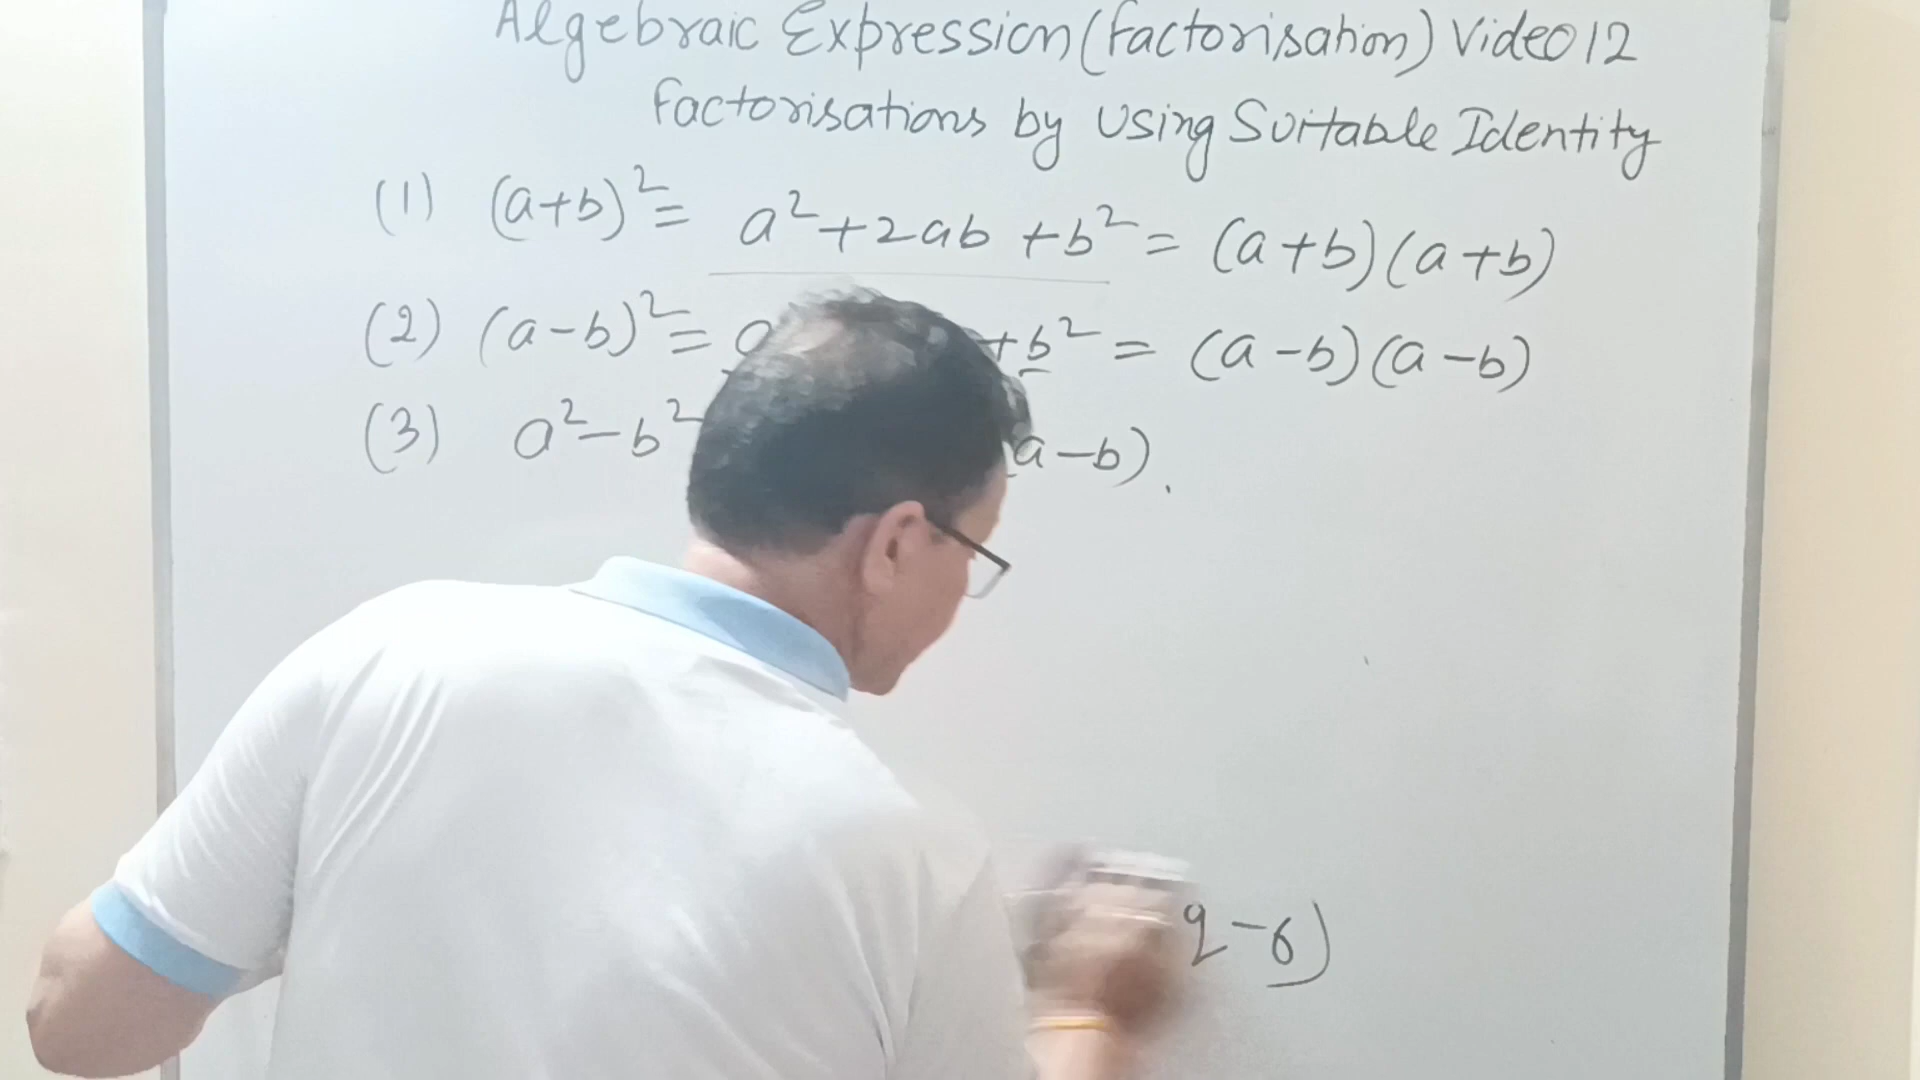 Algebraic Expression (Factorisation) Video 12
Factorisations by Using Suitable Identity
(1) (a+b)²= a²+2ab+b²= (a+b)(a+b)
(2) (a-b)²= +b²= (a-b)(a-b)
(3) a²-b² a-b).
q-6)